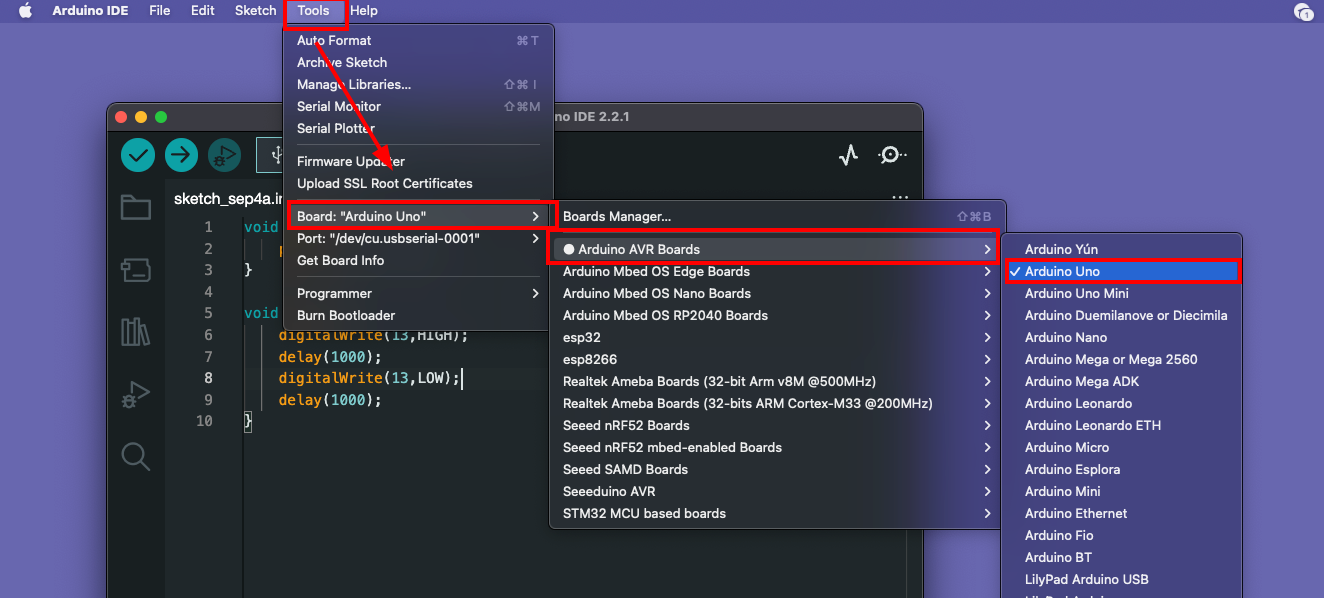 Arduino IDE File Edit Sketch Tools Help
1
Auto Format ⌘ T
Archive Sketch
Manage Libraries... ⇧⌘ I
Serial Monitor ⇧⌘M
Serial Plotter
Firmware Updater
Upload SSL Root Certificates
Board: "Arduino Uno"
Port: "/dev/cu.usbserial-0001"
Get Board Info
Programmer
Burn Bootloader
no IDE 2.2.1
sketch_sep4a.in
1 void
2
3 }
4
5 void
6 digitalWrite(13,HIGH);
7 delay(1000);
8 digitalWrite(13,LOW);
9 delay(1000);
10 }
Boards Manager... ⇧⌘B
Arduino AVR Boards
Arduino Mbed OS Edge Boards
Arduino Mbed OS Nano Boards
Arduino Mbed OS RP2040 Boards
esp32
esp8266
Realtek Ameba Boards (32-bit Arm v8M @500MHz)
Realtek Ameba Boards (32-bits ARM Cortex-M33 @200MHz)
Seeed nRF52 Boards
Seeed nRF52 mbed-enabled Boards
Seeed SAMD Boards
Seeeduino AVR
STM32 MCU based boards
Arduino Yún
✓ Arduino Uno
Arduino Uno Mini
Arduino Duemilanove or Diecimila
Arduino Nano
Arduino Mega or Mega 2560
Arduino Mega ADK
Arduino Leonardo
Arduino Leonardo ETH
Arduino Micro
Arduino Esplora
Arduino Mini
Arduino Ethernet
Arduino Fio
Arduino BT
LilyPad Arduino USB